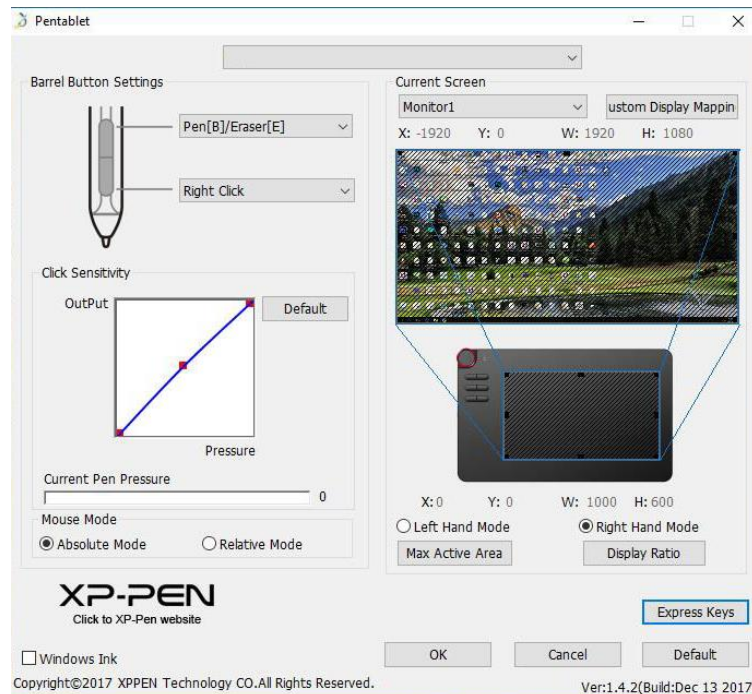 Pentablet
Barrel Button Settings
Pen[B]/Eraser[E]
Right Click
Click Sensitivity
OutPut
Default
Pressure
Current Pen Pressure
0
Mouse Mode
Absolute Mode
Relative Mode
XP-PEN
Click to XP-Pen website
Windows Ink
Copyright©2017 XPPEN Technology CO.All Rights Reserved.
Current Screen
Monitor1
ustom Display Mappin
X: -1920 Y: 0 W: 1920 H: 1080
X: 0 Y: 0 W: 1000 H: 600
Left Hand Mode
Right Hand Mode
Max Active Area
Display Ratio
Express Keys
OK
Cancel
Default
Ver:1.4.2(Build:Dec 13 2017